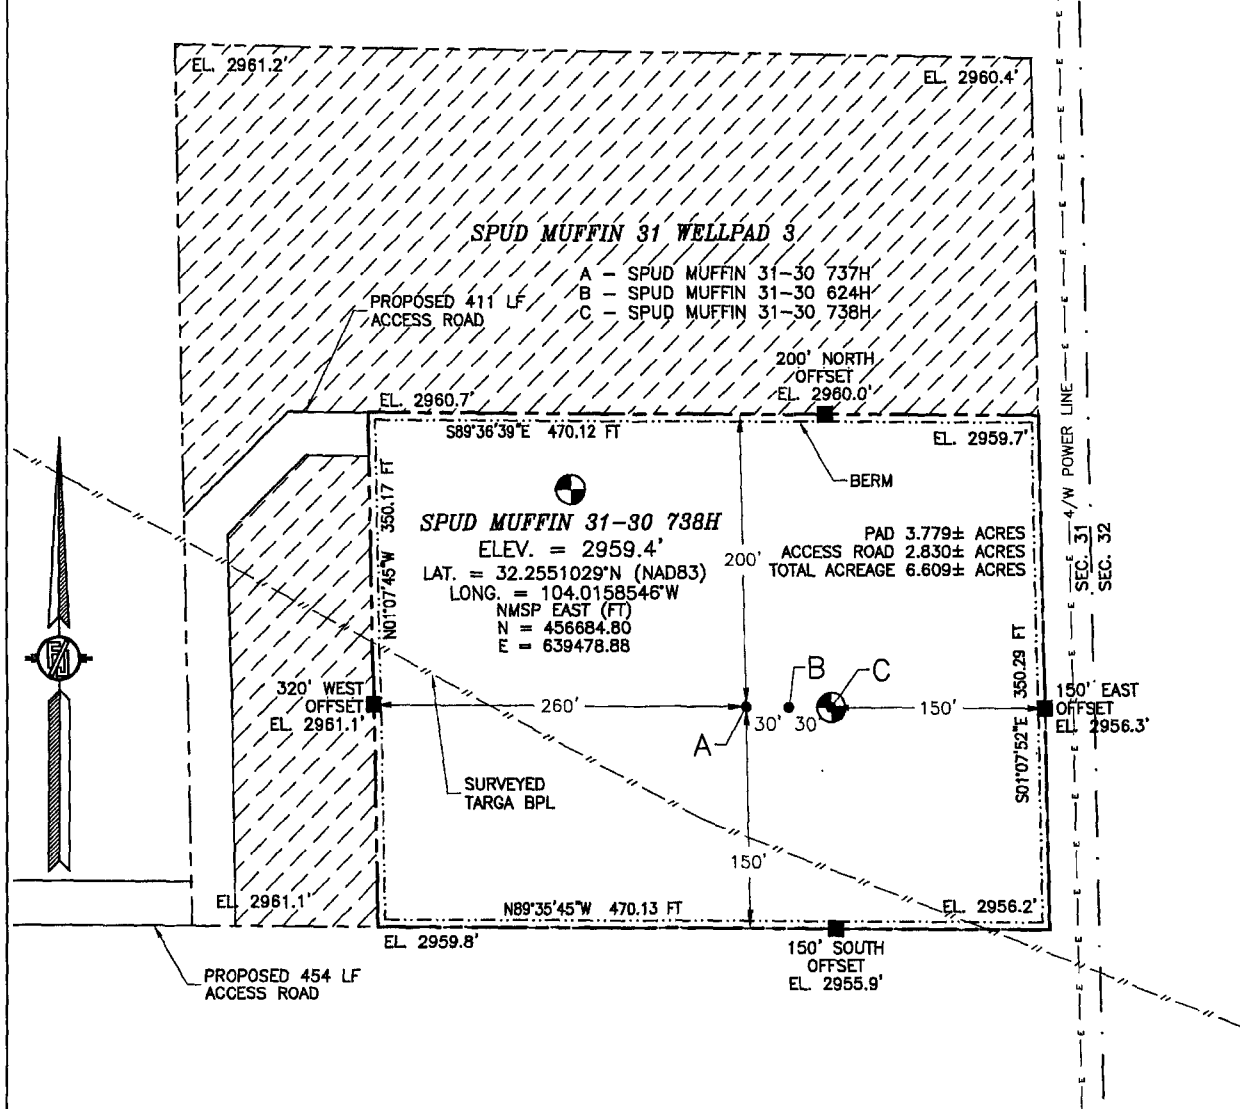 EL. 2961.2'
EL. 2960.4'
SPUD MUFFIN 31 WELLPAD 3
A – SPUD MUFFIN 31–30 737H
B – SPUD MUFFIN 31–30 624H
C – SPUD MUFFIN 31–30 738H
PROPOSED 411 LF
ACCESS ROAD
200' NORTH
OFFSET
EL. 2960.0'
EL. 2960.7'
S89°36'39"E 470.12 FT
EL. 2959.7'
BERM
N01°07'45"W 350.17 FT
SPUD MUFFIN 31–30 738H
ELEV. = 2959.4'
LAT. = 32.2551029°N (NAD83)
LONG. = 104.0158546°W
NMSP EAST (FT)
N = 456684.80
E = 639478.88
200'
PAD 3.779± ACRES
ACCESS ROAD 2.830± ACRES
TOTAL ACREAGE 6.609± ACRES
4/W POWER LINE
SEC. 31
SEC. 32
320' WEST
OFFSET
EL. 2961.1'
260'
A
B
C
30'
30'
150'
S01°07'52"E 350.29 FT
150' EAST
OFFSET
EL. 2956.3'
SURVEYED
TARGA BPL
150'
EL. 2961.1'
N89°35'45"W 470.13 FT
EL. 2956.2'
EL. 2959.8'
150' SOUTH
OFFSET
EL. 2955.9'
PROPOSED 454 LF
ACCESS ROAD